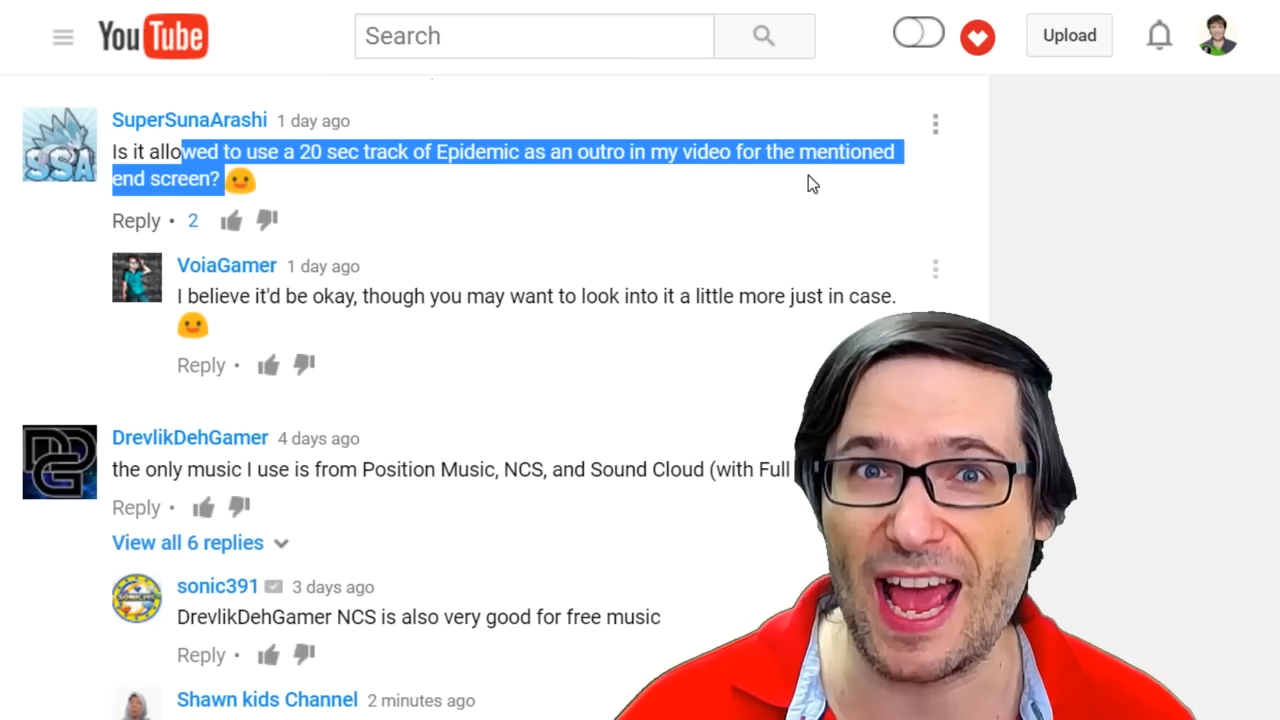 YouTube
Search
Upload
SuperSunaArashi 1 day ago
Is it allowed to use a 20 sec track of Epidemic as an outro in my video for the mentioned
end screen?
Reply • 2
VoiaGamer 1 day ago
I believe it'd be okay, though you may want to look into it a little more just in case.
Reply •
DrevlikDehGamer 4 days ago
the only music I use is from Position Music, NCS, and Sound Cloud (with Full
Reply •
View all 6 replies
sonic391 3 days ago
DrevlikDehGamer NCS is also very good for free music
Reply •
Shawn kids Channel 2 minutes ago
SSA